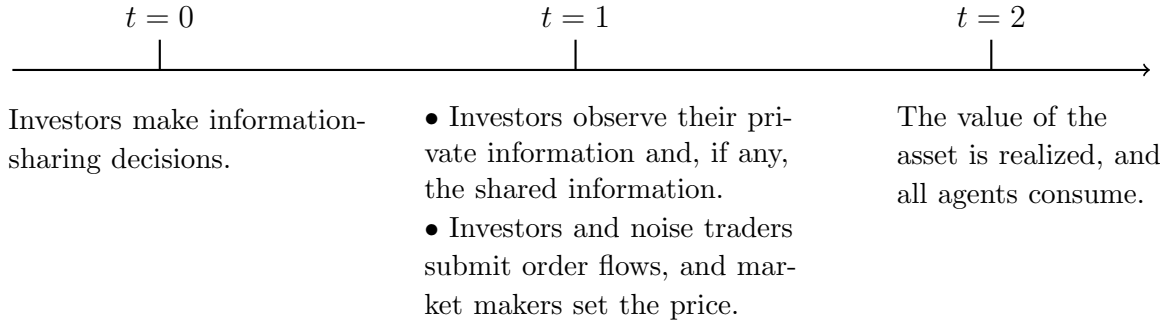 t = 0
t = 1
t = 2
Investors make information-
sharing decisions.
• Investors observe their pri-
vate information and, if any,
the shared information.
• Investors and noise traders
submit order flows, and mar-
ket makers set the price.
The value of the
asset is realized, and
all agents consume.